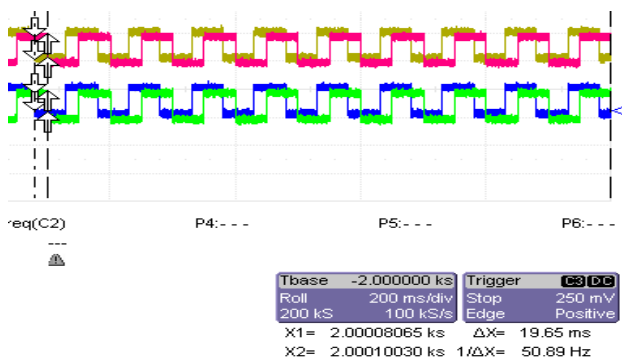 req(C2) P4:- - - P5:- - - P6:- - -
---
Tbase -2.000000 ks Trigger C3 DC
Roll 200 ms/div Stop 250 mV
200 kS 100 kS/s Edge Positive
X1= 2.00008065 ks ΔX= 19.65 ms
X2= 2.00010030 ks 1/ΔX= 50.89 Hz